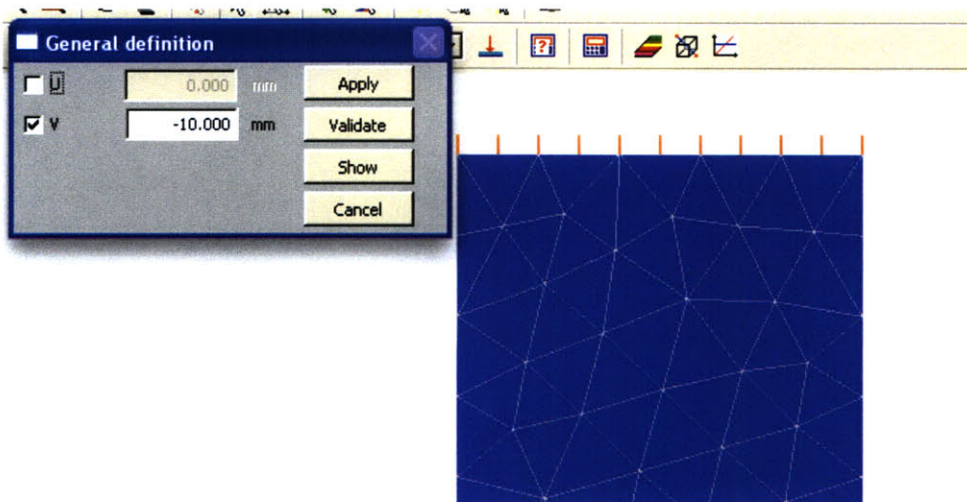 General definition
U 0.000 mm Apply
V -10.000 mm Validate
Show
Cancel
?